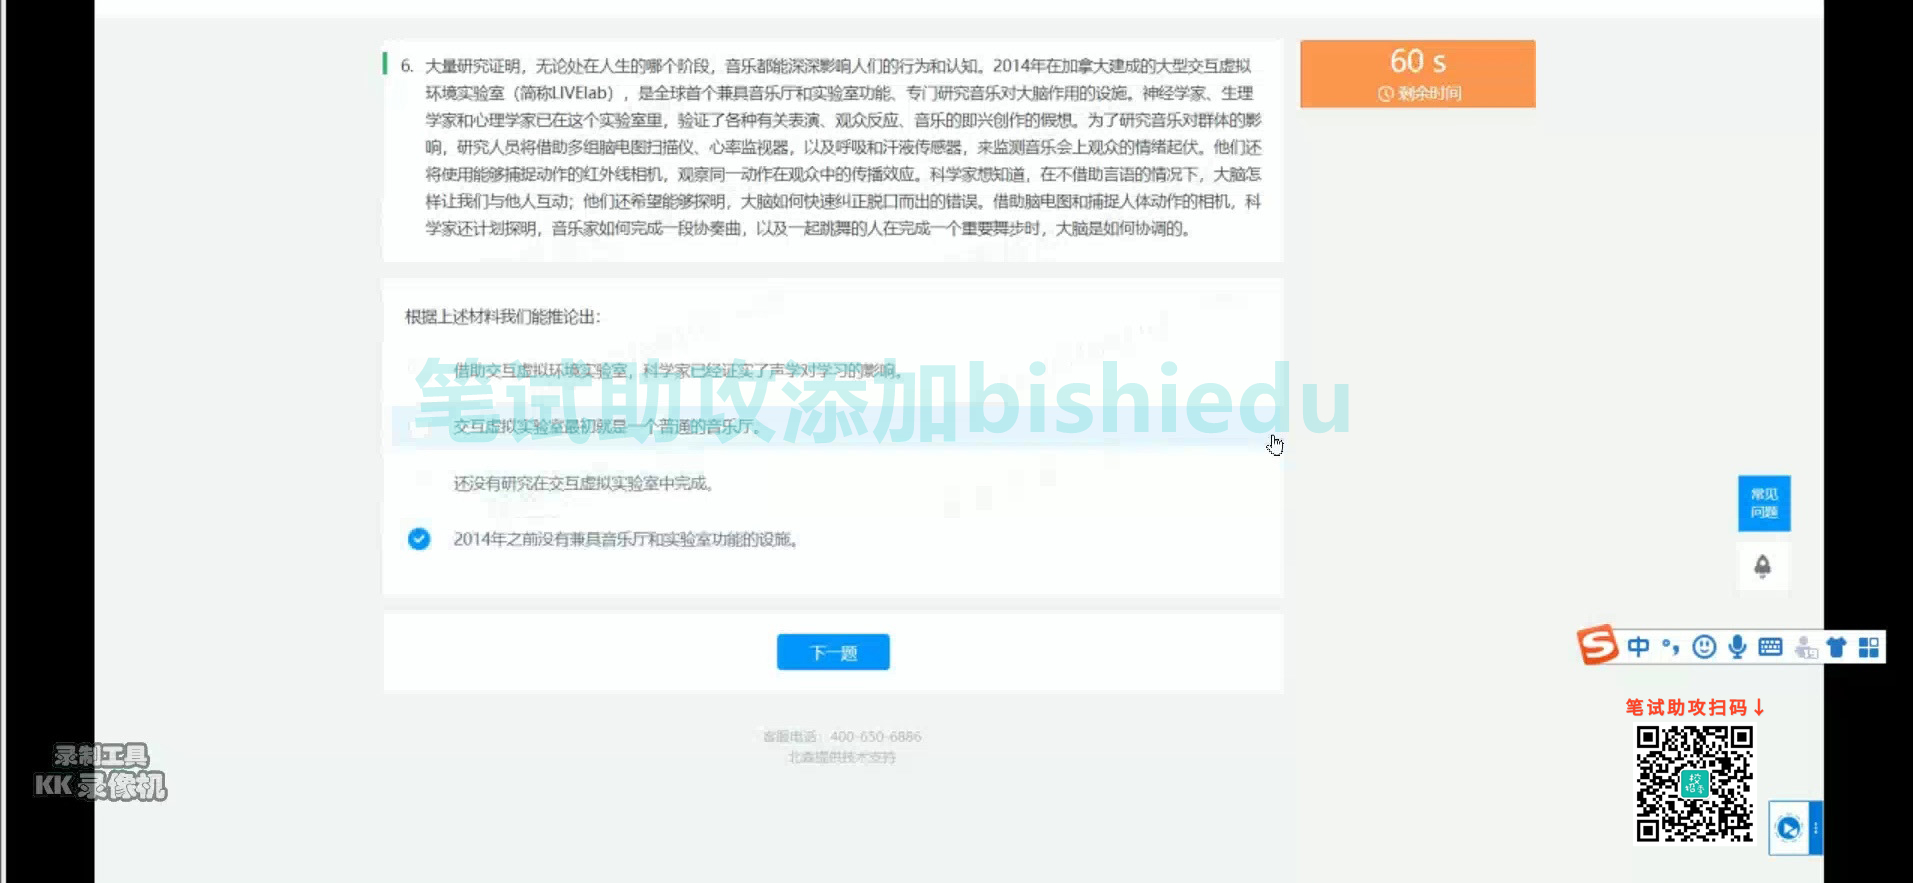 6. 大量研究证明，无论处在人生的哪个阶段，音乐都能深深影响人们的行为和认知。2014年在加拿大建成的大型交互虚拟
环境实验室（简称LIVElab），是全球首个兼具音乐厅和实验室功能、专门研究音乐对大脑作用的设施。神经学家、生理
学家和心理学家已在这个实验室里，验证了各种有关表演、观众反应、音乐的即兴创作的假想。为了研究音乐对群体的影
响，研究人员将借助多组脑电图扫描仪、心率监视器，以及呼吸和汗液传感器，来监测音乐会上观众的情绪起伏。他们还
将使用能够捕捉动作的红外线相机，观察同一动作在观众中的传播效应。科学家想知道，在不借助言语的情况下，大脑怎
样让我们与他人互动；他们还希望能够探明，大脑如何快速纠正脱口而出的错误。借助脑电图和捕捉人体动作的相机，科
学家还计划探明，音乐家如何完成一段协奏曲，以及一起跳舞的人在完成一个重要舞步时，大脑是如何协调的。
60 s
剩余时间
根据上述材料我们能推论出：
借助交互虚拟环境实验室，科学家已经证实了声学对学习的影响。
笔试助攻添加bishiedu
交互虚拟实验室最初就是一个普通的音乐厅。
还没有研究在交互虚拟实验室中完成。
2014年之前没有兼具音乐厅和实验室功能的设施。
常见
问题
下一题
中
笔试助攻扫码↓
客服电话：400-650-6886
北森提供技术支持
录制工具
KK录像机
校
招季